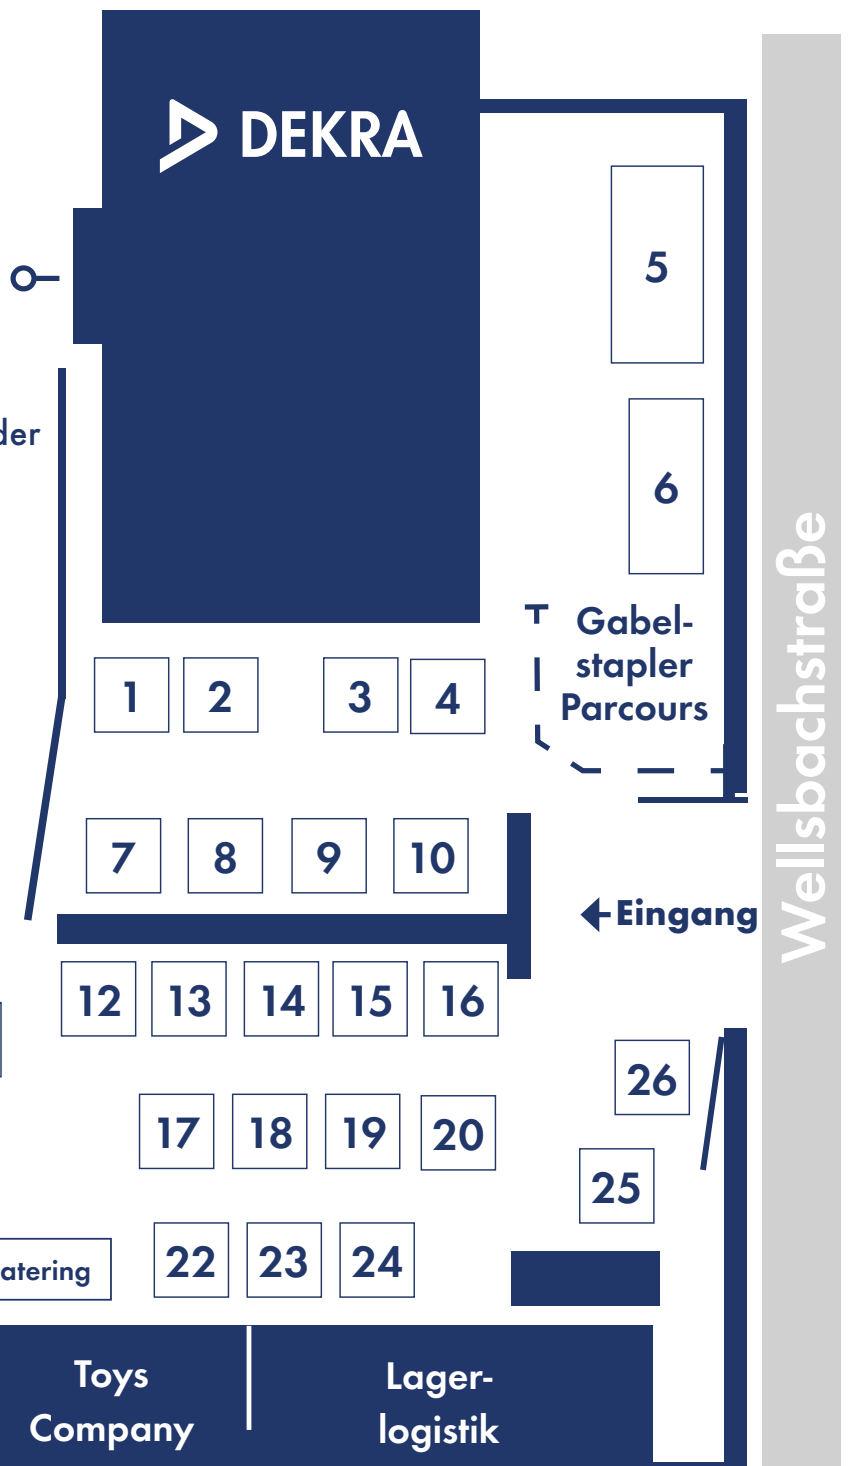 DEKRA
5
der
6
Wellsbachstraße
Gabel-
stapler
Parcours
1 2 3 4
7 8 9 10
Eingang
12 13 14 15 16
26
17 18 19 20
25
22 23 24
atering
Toys
Company
Lager-
logistik